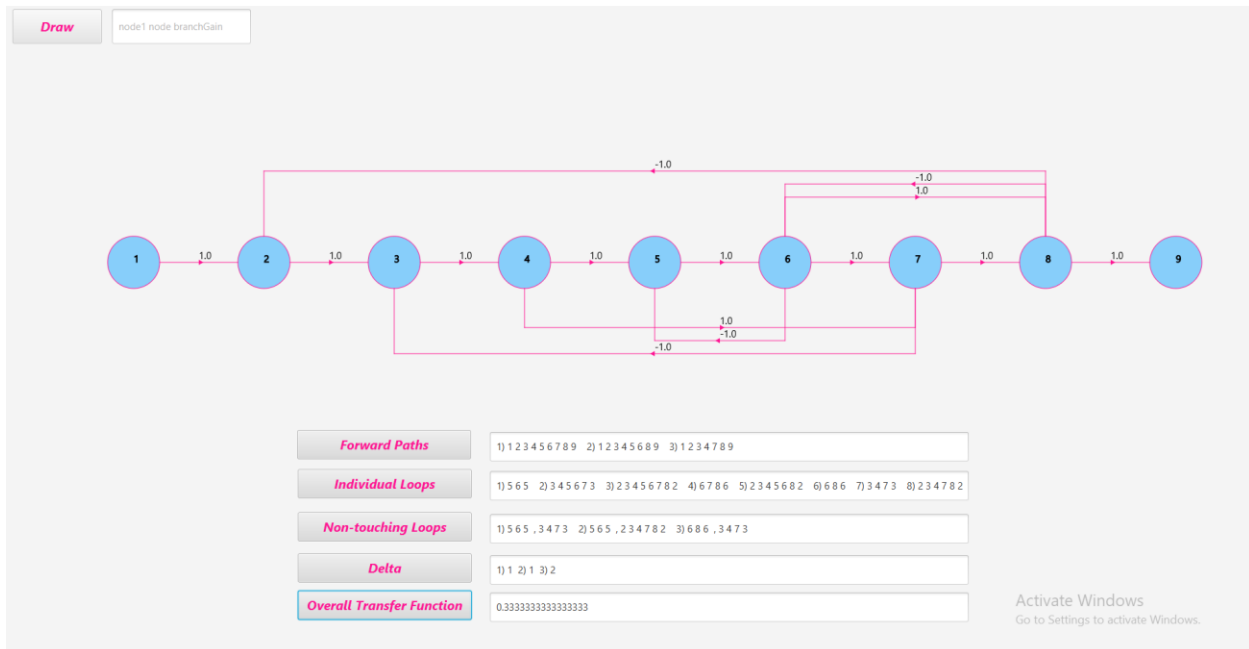 Draw node1 node branchGain
-1.0
-1.0
1.0
1.0 1.0 1.0 1.0 1.0 1.0 1.0 1.0
1 2 3 4 5 6 7 8 9
1.0
-1.0
-1.0
Forward Paths 1) 1 2 3 4 5 6 7 8 9 2) 1 2 3 4 5 6 8 9 3) 1 2 3 4 7 8 9
Individual Loops 1) 5 6 5 2) 3 4 5 6 7 3 3) 2 3 4 5 6 7 8 2 4) 6 7 8 6 5) 2 3 4 5 6 8 2 6) 6 8 6 7) 3 4 7 3 8) 2 3 4 7 8 2
Non-touching Loops 1) 5 6 5 , 3 4 7 3 2) 5 6 5 , 2 3 4 7 8 2 3) 6 8 6 , 3 4 7 3
Delta 1) 1 2) 1 3) 2
Overall Transfer Function 0.3333333333333333
Activate Windows
Go to Settings to activate Windows.